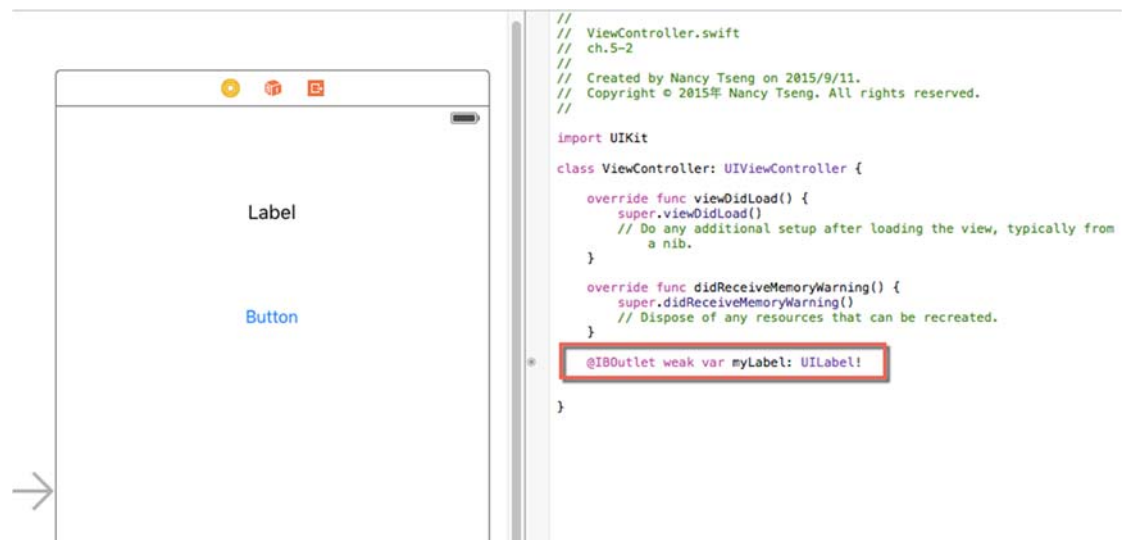 Label
Button
//
//  ViewController.swift
//  ch.5-2
//
//  Created by Nancy Tseng on 2015/9/11.
//  Copyright © 2015年 Nancy Tseng. All rights reserved.
//
import UIKit
class ViewController: UIViewController {
override func viewDidLoad() {
super.viewDidLoad()
// Do any additional setup after loading the view, typically from
a nib.
}
override func didReceiveMemoryWarning() {
super.didReceiveMemoryWarning()
// Dispose of any resources that can be recreated.
}
@IBOutlet weak var myLabel: UILabel!
}